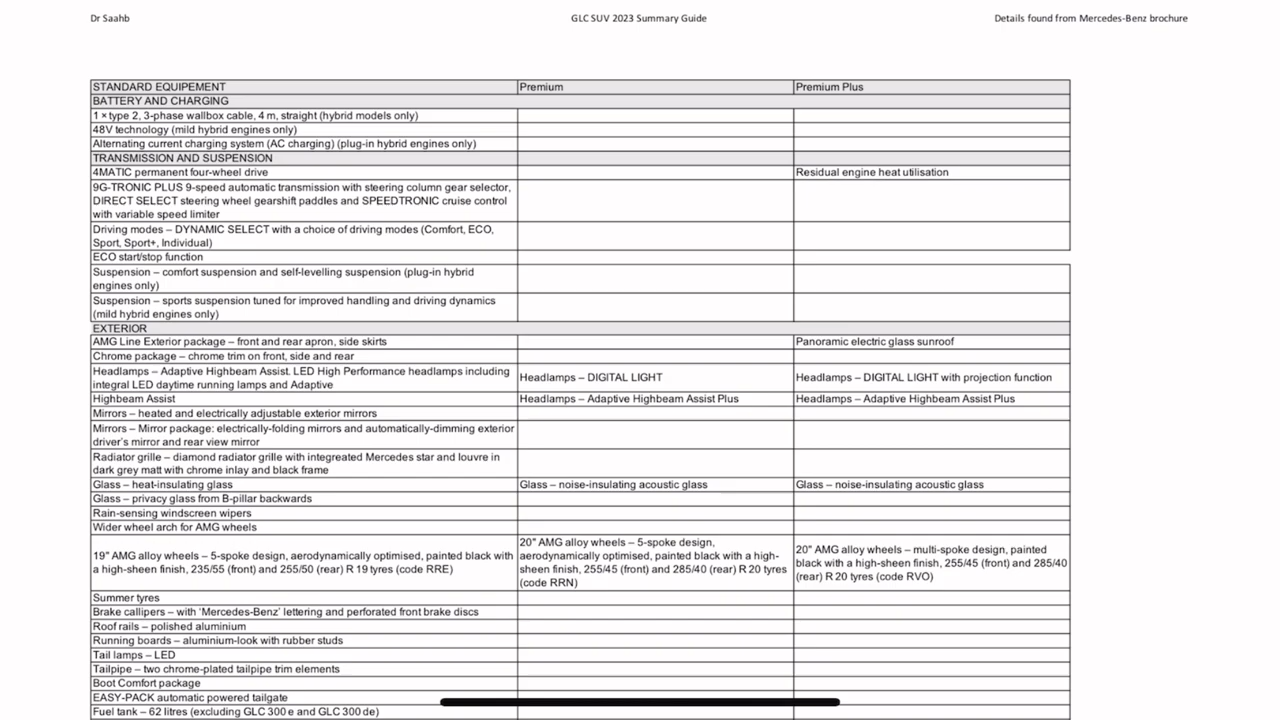 Dr Saahb
GLC SUV 2023 Summary Guide
Details found from Mercedes-Benz brochure
STANDARD EQUIPEMENT
Premium
Premium Plus
BATTERY AND CHARGING
1 × type 2, 3-phase wallbox cable, 4 m, straight (hybrid models only)
48V technology (mild hybrid engines only)
Alternating current charging system (AC charging) (plug-in hybrid engines only)
TRANSMISSION AND SUSPENSION
4MATIC permanent four-wheel drive
Residual engine heat utilisation
9G-TRONIC PLUS 9-speed automatic transmission with steering column gear selector,
DIRECT SELECT steering wheel gearshift paddles and SPEEDTRONIC cruise control
with variable speed limiter
Driving modes – DYNAMIC SELECT with a choice of driving modes (Comfort, ECO,
Sport, Sport+, Individual)
ECO start/stop function
Suspension – comfort suspension and self-levelling suspension (plug-in hybrid
engines only)
Suspension – sports suspension tuned for improved handling and driving dynamics
(mild hybrid engines only)
EXTERIOR
AMG Line Exterior package – front and rear apron, side skirts
Panoramic electric glass sunroof
Chrome package – chrome trim on front, side and rear
Headlamps – Adaptive Highbeam Assist. LED High Performance headlamps including
integral LED daytime running lamps and Adaptive
Headlamps – DIGITAL LIGHT
Headlamps – DIGITAL LIGHT with projection function
Highbeam Assist
Headlamps – Adaptive Highbeam Assist Plus
Headlamps – Adaptive Highbeam Assist Plus
Mirrors – heated and electrically adjustable exterior mirrors
Mirrors – Mirror package: electrically-folding mirrors and automatically-dimming exterior
driver's mirror and rear view mirror
Radiator grille – diamond radiator grille with integrated Mercedes star and louvre in
dark grey matt with chrome inlay and black frame
Glass – heat-insulating glass
Glass – noise-insulating acoustic glass
Glass – noise-insulating acoustic glass
Glass – privacy glass from B-pillar backwards
Rain-sensing windscreen wipers
Wider wheel arch for AMG wheels
19" AMG alloy wheels – 5-spoke design, aerodynamically optimised, painted black with
a high-sheen finish, 235/55 (front) and 255/50 (rear) R 19 tyres (code RRE)
20" AMG alloy wheels – 5-spoke design,
aerodynamically optimised, painted black with a high-
sheen finish, 255/45 (front) and 285/40 (rear) R 20 tyres
(code RRN)
20" AMG alloy wheels – multi-spoke design, painted
black with a high-sheen finish, 255/45 (front) and 285/40
(rear) R 20 tyres (code RVO)
Summer tyres
Brake callipers – with 'Mercedes-Benz' lettering and perforated front brake discs
Roof rails – polished aluminium
Running boards – aluminium-look with rubber studs
Tail lamps – LED
Tailpipe – two chrome-plated tailpipe trim elements
Boot Comfort package
EASY-PACK automatic powered tailgate
Fuel tank – 62 litres (excluding GLC 300 e and GLC 300 de)